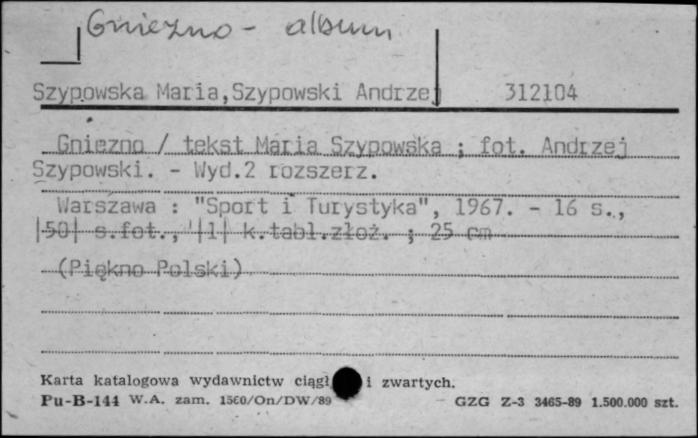 Gniezno - album
Szypowska Maria,Szypowski Andrzej 312104
Gniezno / tekst Maria Szypowska ; fot. Andrzej
Szypowski. - Wyd.2 rozszerz.
Warszawa : "Sport i Turystyka", 1967. - 16 s.,
|50| s.fot., |1| k.tabl.złoż. ; 25 cm
(Piękno Polski)
Karta katalogowa wydawnictw ciągł i zwartych.
Pu-B-144 W.A. zam. 1560/On/DW/89 GZG Z-3 3465-89 1.500.000 szt.